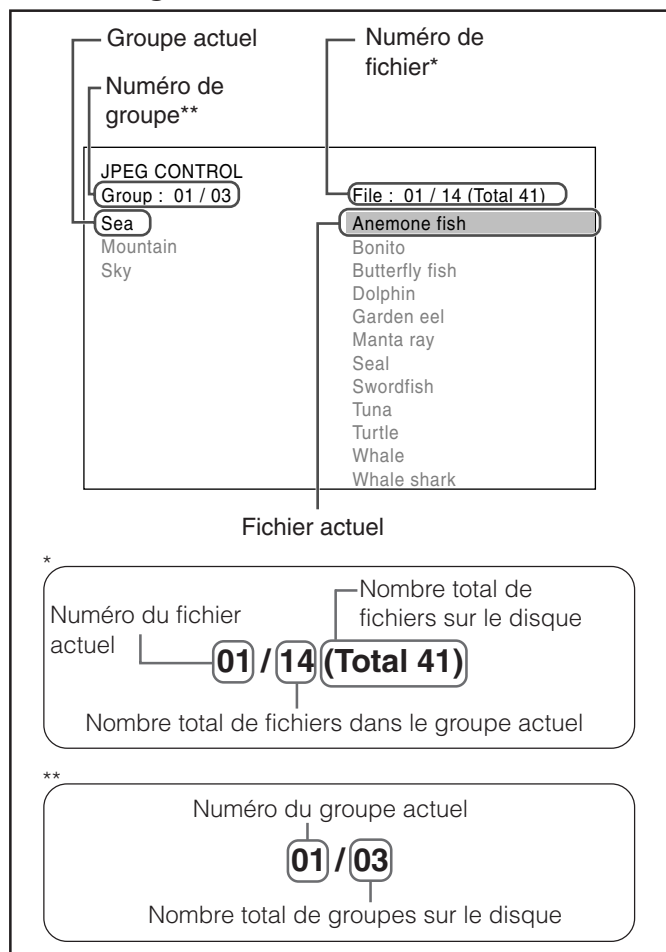 Groupe actuel
Numéro de
fichier*
Numéro de
groupe**
JPEG CONTROL
Group : 01 / 03
File : 01 / 14 (Total 41)
Sea
Mountain
Sky
Anemone fish
Bonito
Butterfly fish
Dolphin
Garden eel
Manta ray
Seal
Swordfish
Tuna
Turtle
Whale
Whale shark
Fichier actuel
*
Nombre total de
fichiers sur le disque
Numéro du fichier
actuel
01 / 14 (Total 41)
Nombre total de fichiers dans le groupe actuel
**
Numéro du groupe actuel
01 / 03
Nombre total de groupes sur le disque